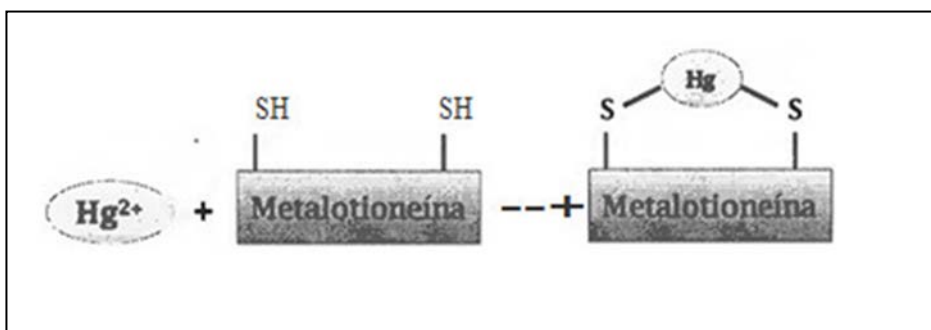 Hg
SH SH S S
Hg²⁺ + Metalotioneína --+ Metalotioneína